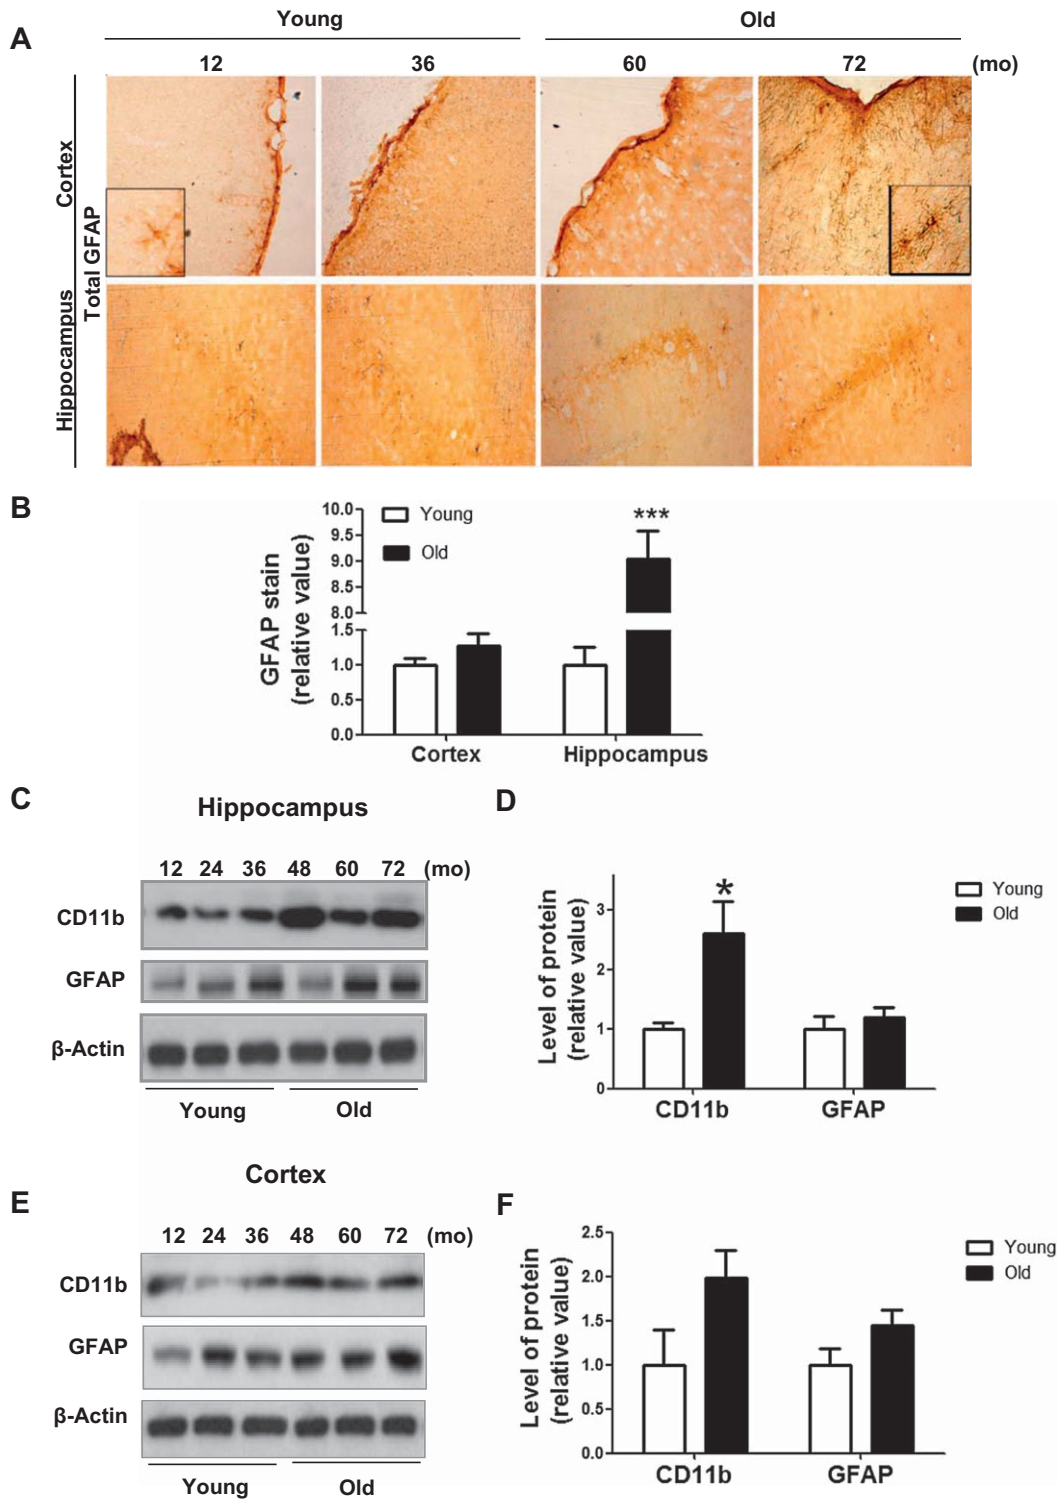 A
Young Old
12 36 60 72 (mo)
Cortex
Hippocampus
Total GFAP
B
GFAP stain
(relative value)
10.0
9.5
9.0
8.5
8.0
1.5
1.0
0.5
0.0
Young
Old
***
Cortex Hippocampus
C
Hippocampus
12 24 36 48 60 72 (mo)
CD11b
GFAP
β-Actin
Young Old
D
Level of protein
(relative value)
3
2
1
0
*
Young
Old
CD11b GFAP
E
Cortex
12 24 36 48 60 72 (mo)
CD11b
GFAP
β-Actin
Young Old
F
Level of protein
(relative value)
2.5
2.0
1.5
1.0
0.5
0.0
Young
Old
CD11b GFAP